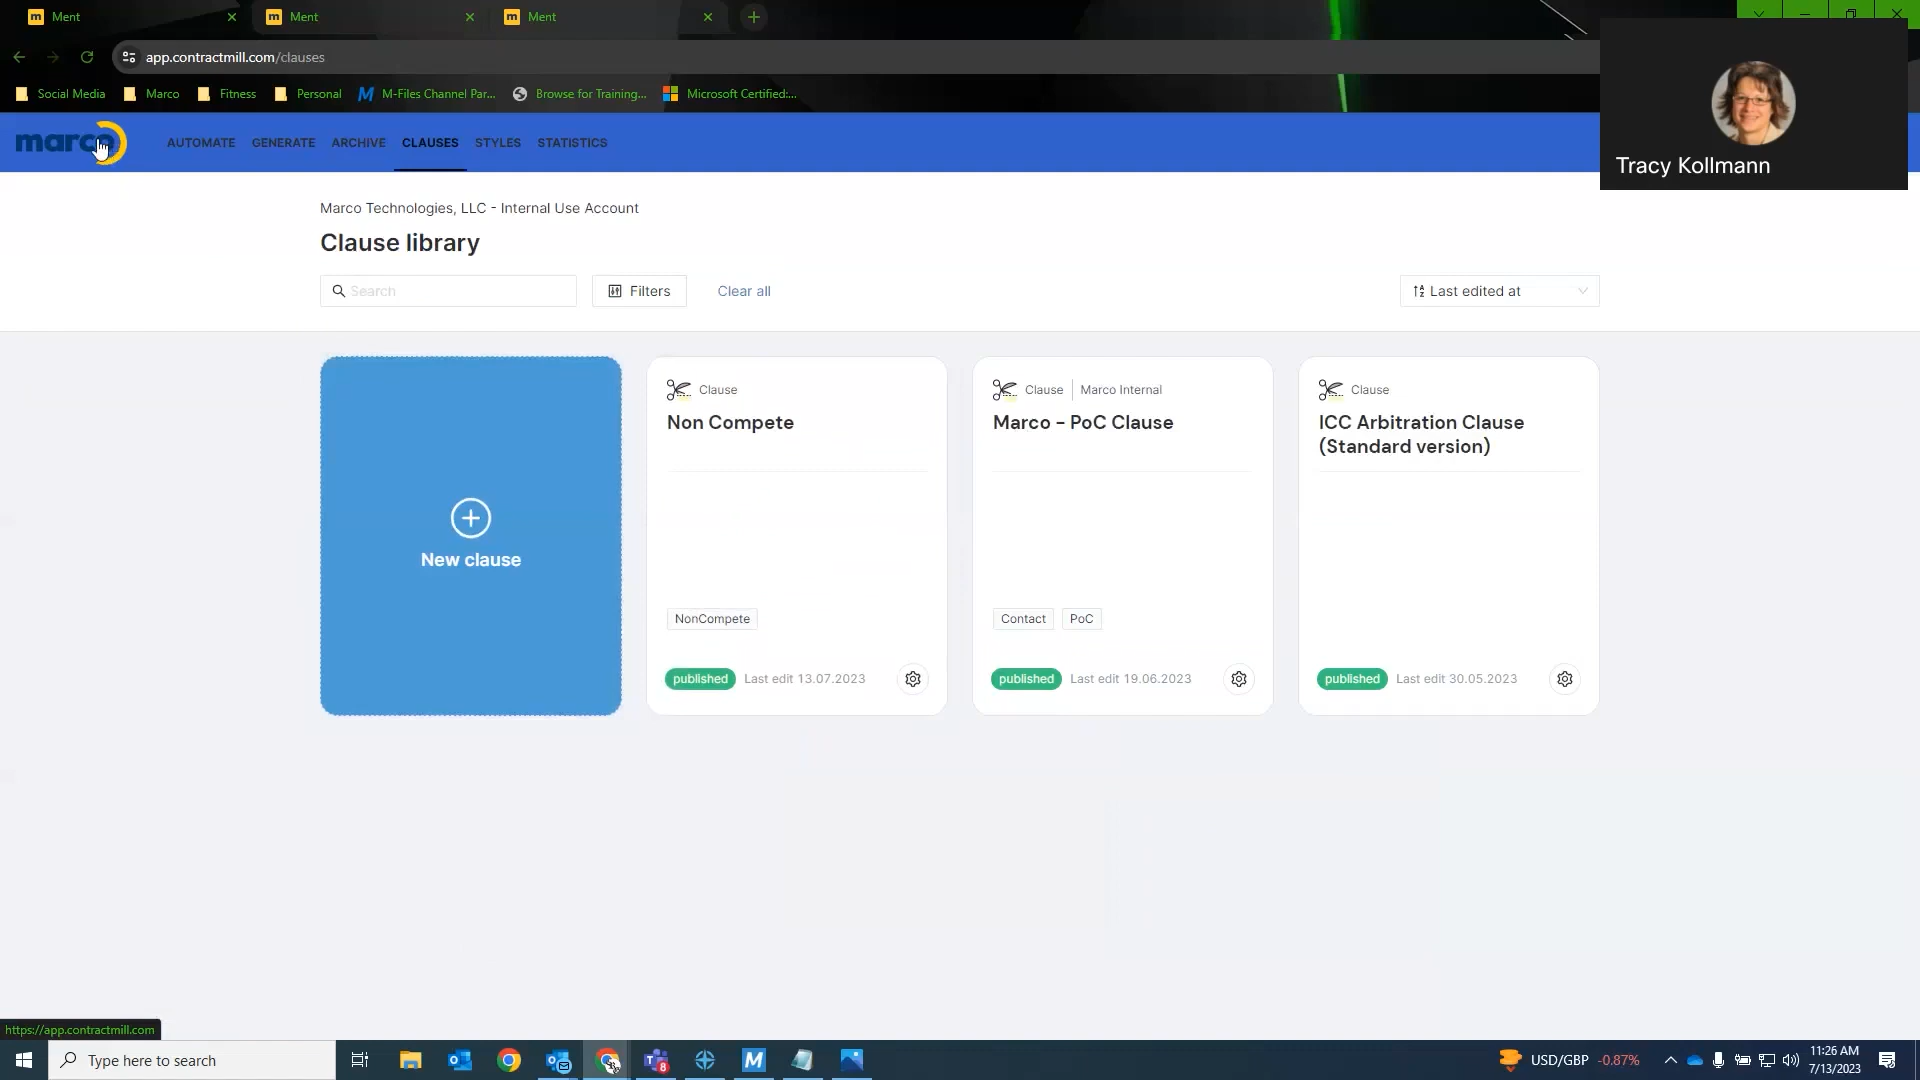 Ment
Ment
Ment
app.contractmill.com/clauses
Social Media
Marco
Fitness
Personal
M-Files Channel Par...
Browse for Training...
Microsoft Certified:...
Tracy Kollmann
marco
AUTOMATE
GENERATE
ARCHIVE
CLAUSES
STYLES
STATISTICS
Marco Technologies, LLC - Internal Use Account
Clause library
Search
Filters
Clear all
Last edited at
New clause
Clause
Non Compete
NonCompete
published
Last edit 13.07.2023
Clause
Marco Internal
Marco - PoC Clause
Contact
PoC
published
Last edit 19.06.2023
Clause
ICC Arbitration Clause
(Standard version)
published
Last edit 30.05.2023
https://app.contractmill.com
Type here to search
8
USD/GBP
-0.87%
11:26 AM
7/13/2023